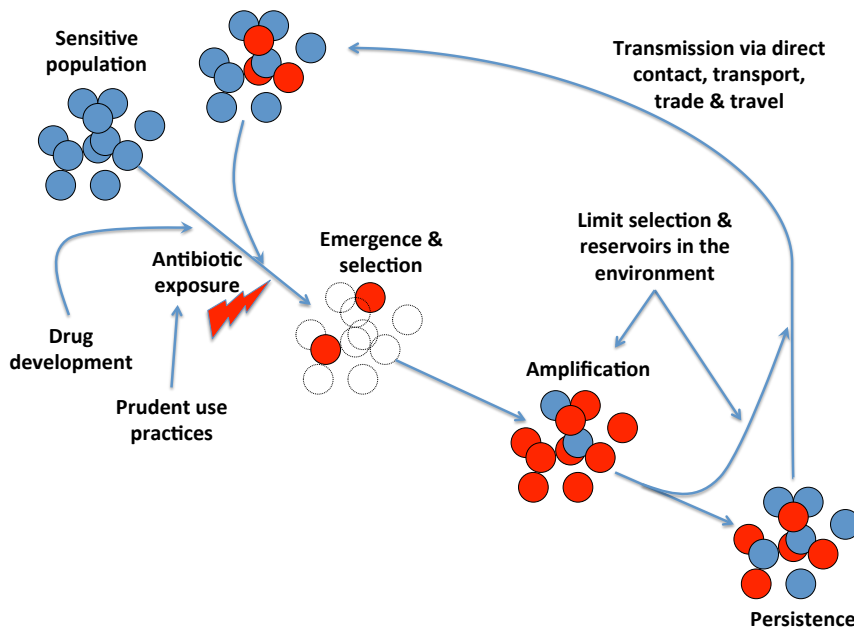 Sensitive
population
Transmission via direct
contact, transport,
trade & travel
Antibiotic
exposure
Emergence &
selection
Limit selection &
reservoirs in the
environment
Drug
development
Prudent use
practices
Amplification
Persistence